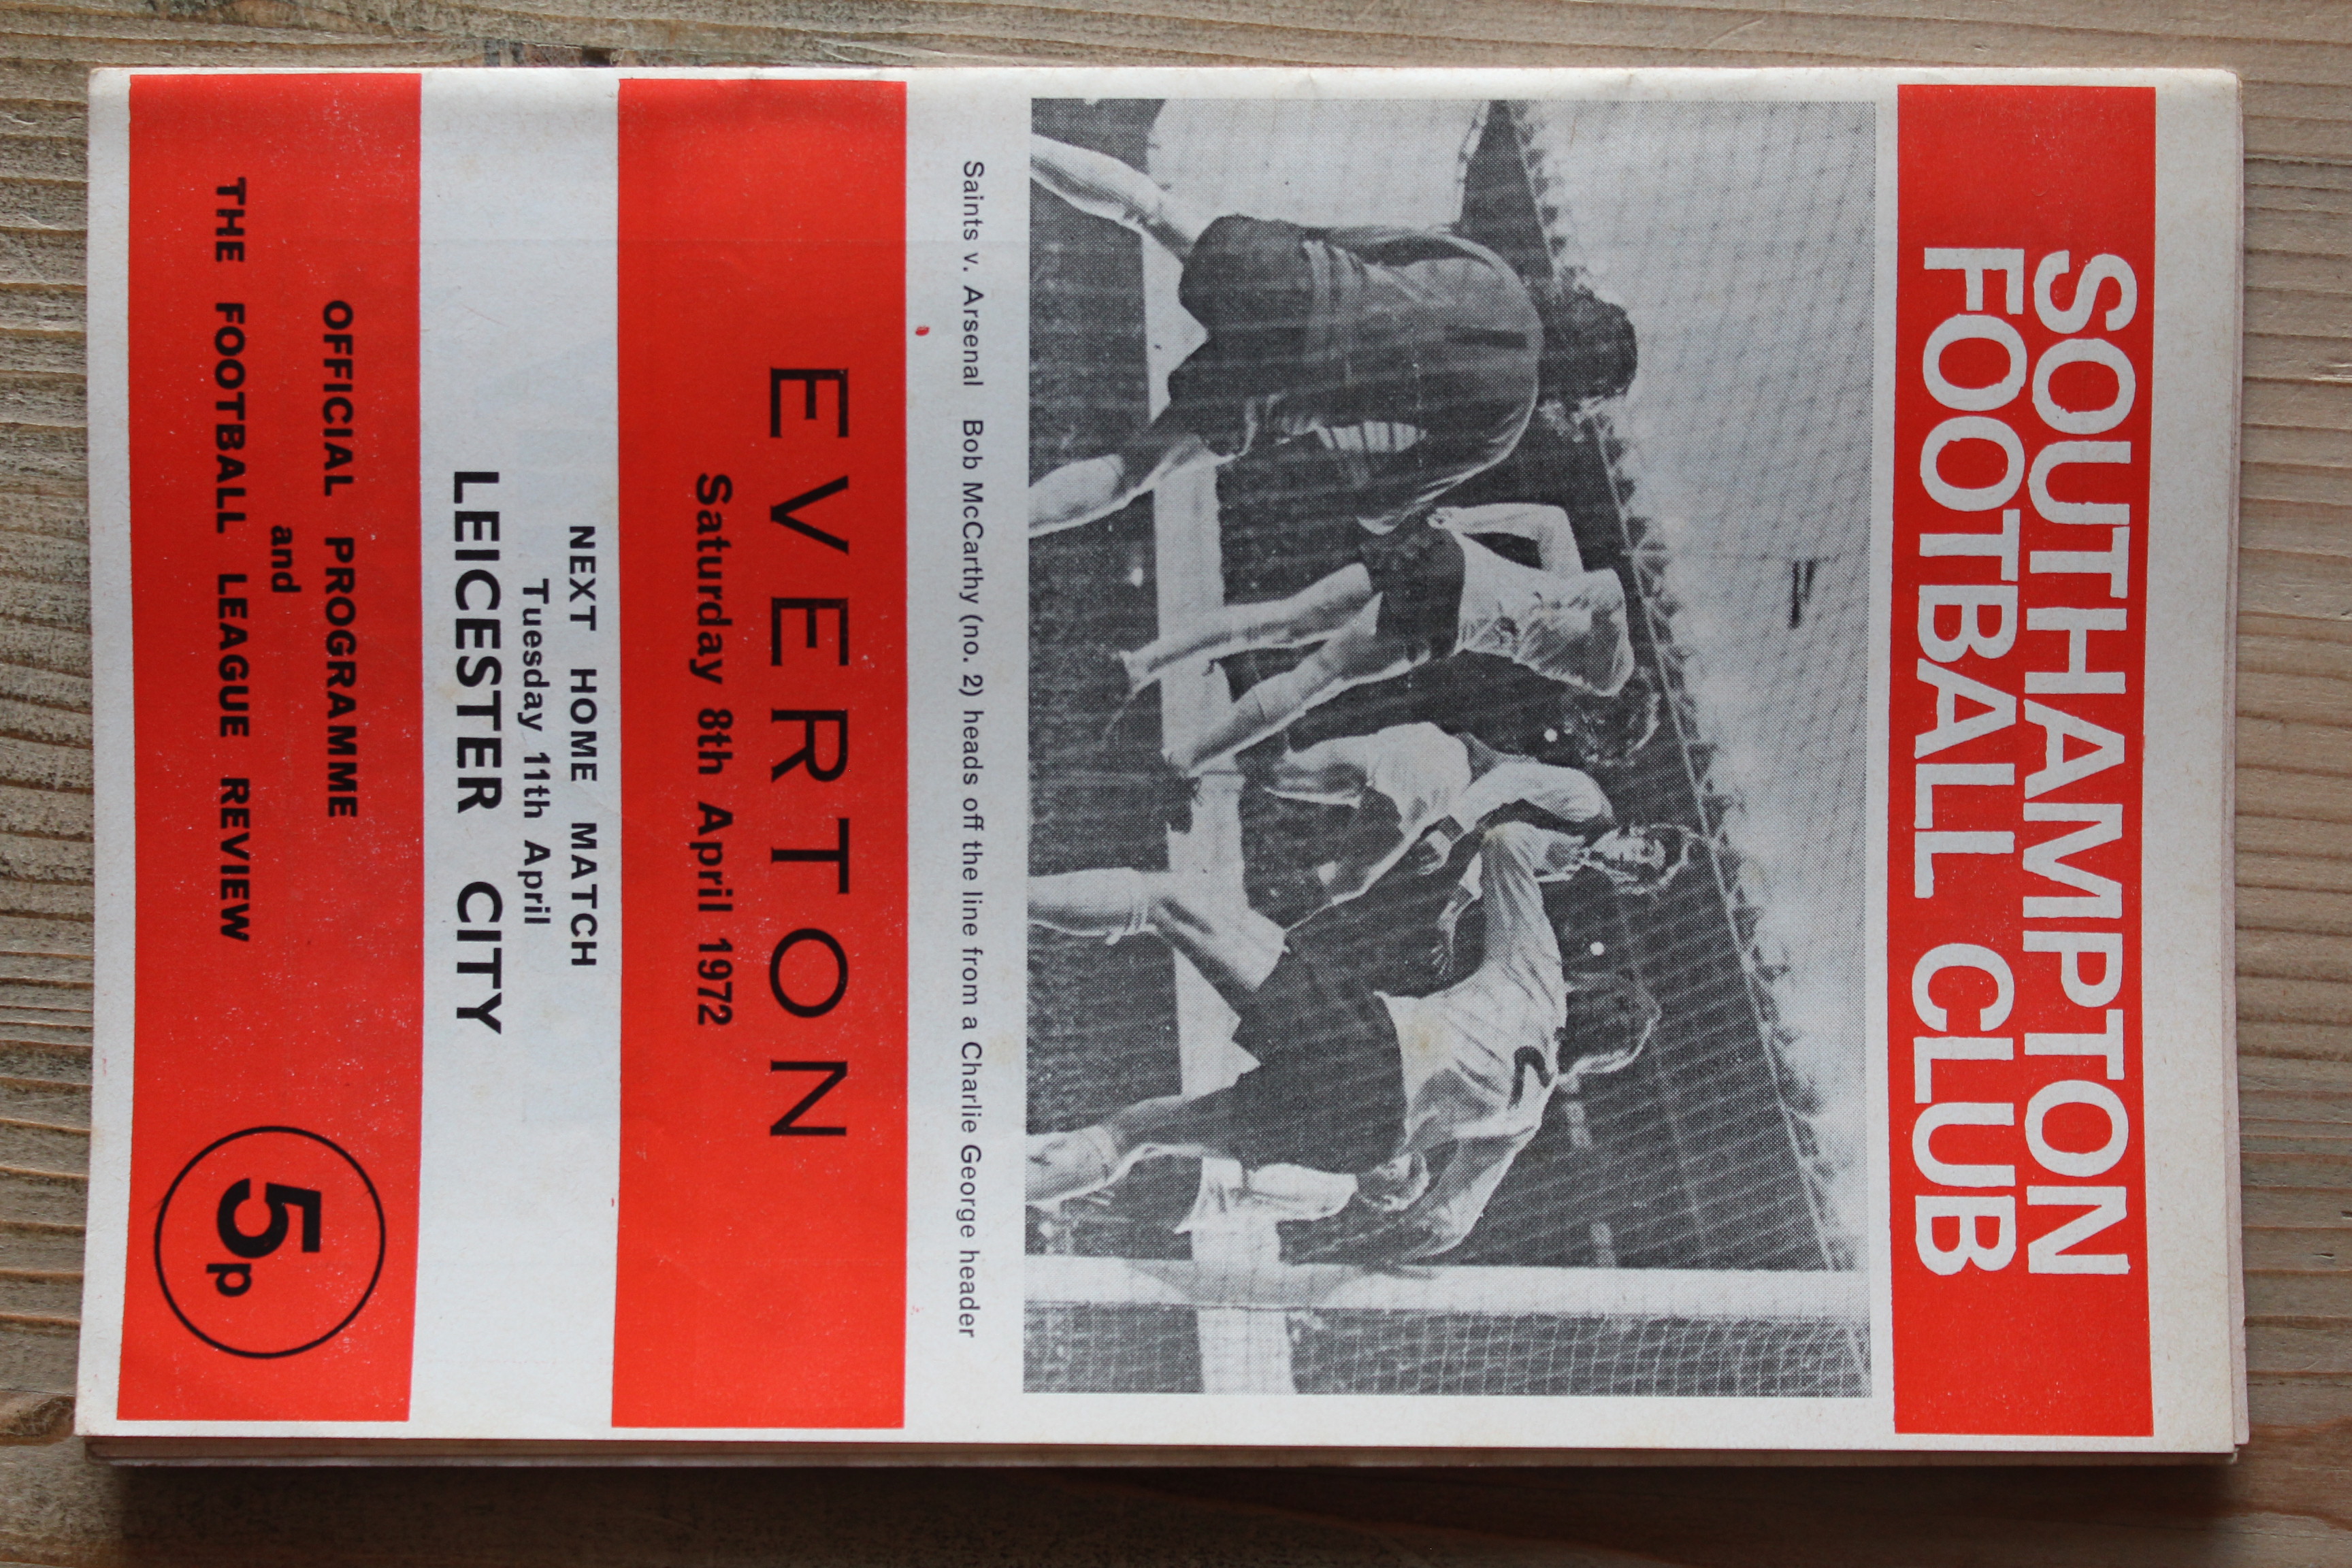 SOUTHAMPTON
FOOTBALL CLUB
Saints v. Arsenal Bob McCarthy (no. 2) heads off the line from a Charlie George header
EVERTON
Saturday 8th April 1972
NEXT HOME MATCH
Tuesday 11th April
LEICESTER CITY
OFFICIAL PROGRAMME
and
THE FOOTBALL LEAGUE REVIEW
5p